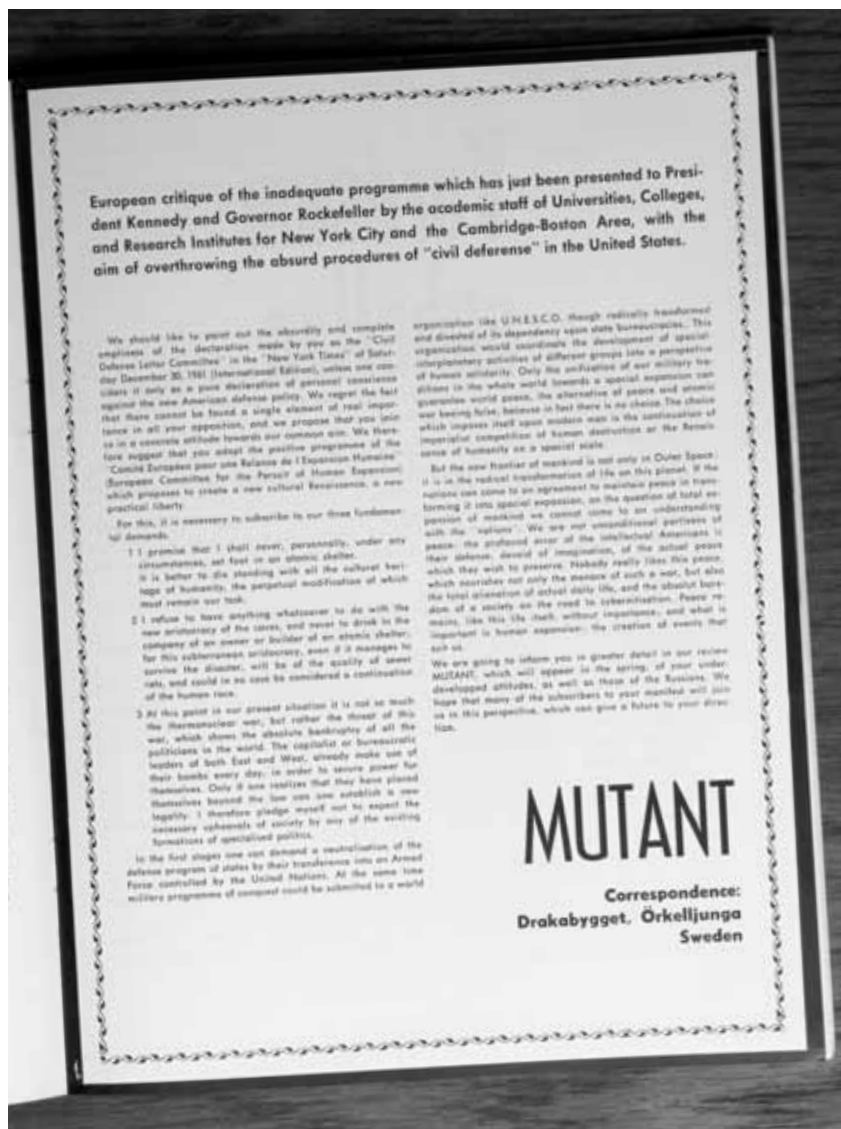 European critique of the inadequate programme which has just been presented to Presi-
dent Kennedy and Governor Rockefeller by the academic staff of Universities, Colleges,
and Research Institutes for New York City and the Cambridge-Boston Area, with the
aim of overthrowing the absurd procedures of "civil deferense" in the United States.
We should like to point out the absurdity and complete
emptiness of the declaration made by you as the "Civil
Defense Letter Committee" in the "New York Times" of Satur-
day December 30, 1961 (International Edition), unless one con-
siders it only as a pure declaration of personal conscience
against the new American defense policy. We regret the fact
that there cannot be found a single element of real impor-
tance in all your opposition, and we propose that you join
us in a concrete attitude towards our common aim. We there-
fore suggest that you adopt the positive programme of the
"Comité Européen pour une Relance de l Expansion Humaine"
(European Committee for the Persuit of Human Expansion)
which proposes to create a new cultural Renaissance, a new
practical liberty.
For this, it is necessary to subscribe to our three fundamen-
tal demands.
1 I promise that I shall never, personnally, under any
circumstances, set foot in an atomic shelter.
It is better to die standing with all the cultural heri-
tage of humanity, the perpetual modification of which
must remain our task.
2 I refuse to have anything whatsoever to do with the
new aristocracy of the caves, and never to drink in the
company of an owner or builder of an atomic shelter;
for this subterranean aristocracy, even if it manages to
survive the disaster, will be of the quality of sewer
rats, and could in no case be considered a continuation
of the human race.
3 At this point in our present situation it is not so much
the thermonuclear war, but rather the threat of this
war, which shows the absolute bankruptcy of all the
politicians in the world. The capitalist or bureaucratic
leaders of both East and West, already make use of
their bombs every day, in order to secure power for
themselves. Only if one realizes that they have placed
themselves beyond the law can one establish a new
legality. I therefore pledge myself not to expect the
necessary upheavals of society by any of the existing
formations of specialised politics.
In the first stages one can demand a neutralisation of the
defense program of states by their transference into an Armed
Force controlled by the United Nations. At the same time
military programme of conquest could be submitted to a world
organization like U.N.E.S.C.O. though radically transformed
and divested of its dependency upon state bureaucracies. This
organization would coordinate the development of special-
interplanetary activities of different groups into a perspective
of human solidarity. Only the unification of our military tra-
ditions in the whole world towards a special expansion can
guarantee world peace, the alternative of peace and atomic
war beeing false, because in fact there is no choice. The choice
which imposes itself upon modern man is the continuation of
imperialist competition of human destruction or the Renais-
sance of humanity on a special scale.
But the new frontier of mankind is not only in Outer Space:
it is in the radical transformation of life on this planet. If the
nations can come to an agreement to maintain peace in trans-
forming it into special expansion, on the question of total ex-
pansion of mankind we cannot come to an understanding
with the "nations". We are not unconditional partisans of
peace: the profound error of the intellectual Americans is
their defense, devoid of imagination, of the actual peace
which they wish to preserve. Nobody really likes this peace,
which nourishes not only the menace of such a war, but also
the total alienation of actual daily life, and the absolut bore-
dom of a society on the road to cybernitisation. Peace re-
mains, like this life itself, without importance, and what is
important is human expansion: the creation of events that
suit us.
We are going to inform you in greater detail in our review
MUTANT, which will appear in the spring, of your under-
developped attitudes, as well as those of the Russians. We
hope that many of the subscribers to your manifest will join
us in this perspective, which can give a future to your direc-
tion.
MUTANT
Correspondence:
Drakabygget, Örkelljunga
Sweden